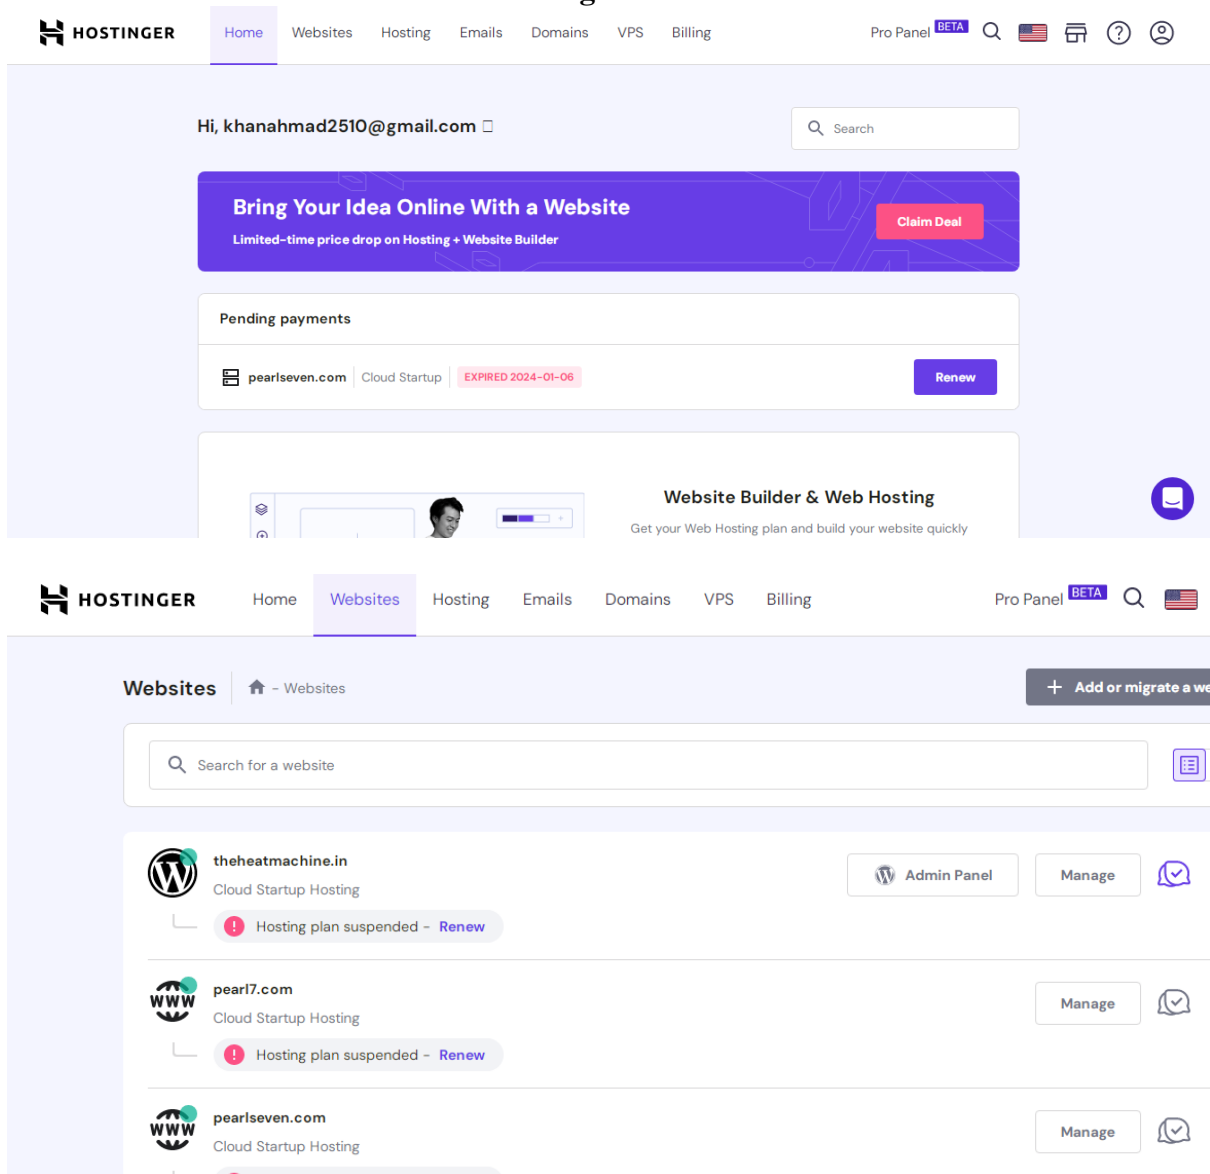 HOSTINGER Home Websites Hosting Emails Domains VPS Billing Pro Panel BETA
Hi, khanahmad2510@gmail.com
Search
Bring Your Idea Online With a Website
Limited-time price drop on Hosting + Website Builder
Claim Deal
Pending payments
pearlseven.com Cloud Startup EXPIRED 2024-01-06 Renew
Website Builder & Web Hosting
Get your Web Hosting plan and build your website quickly
HOSTINGER Home Websites Hosting Emails Domains VPS Billing Pro Panel BETA
Websites - Websites + Add or migrate a we
Search for a website
theheatmachine.in
Cloud Startup Hosting
Admin Panel Manage
Hosting plan suspended - Renew
www
pearl7.com
Cloud Startup Hosting
Manage
Hosting plan suspended - Renew
www
pearlseven.com
Cloud Startup Hosting
Manage